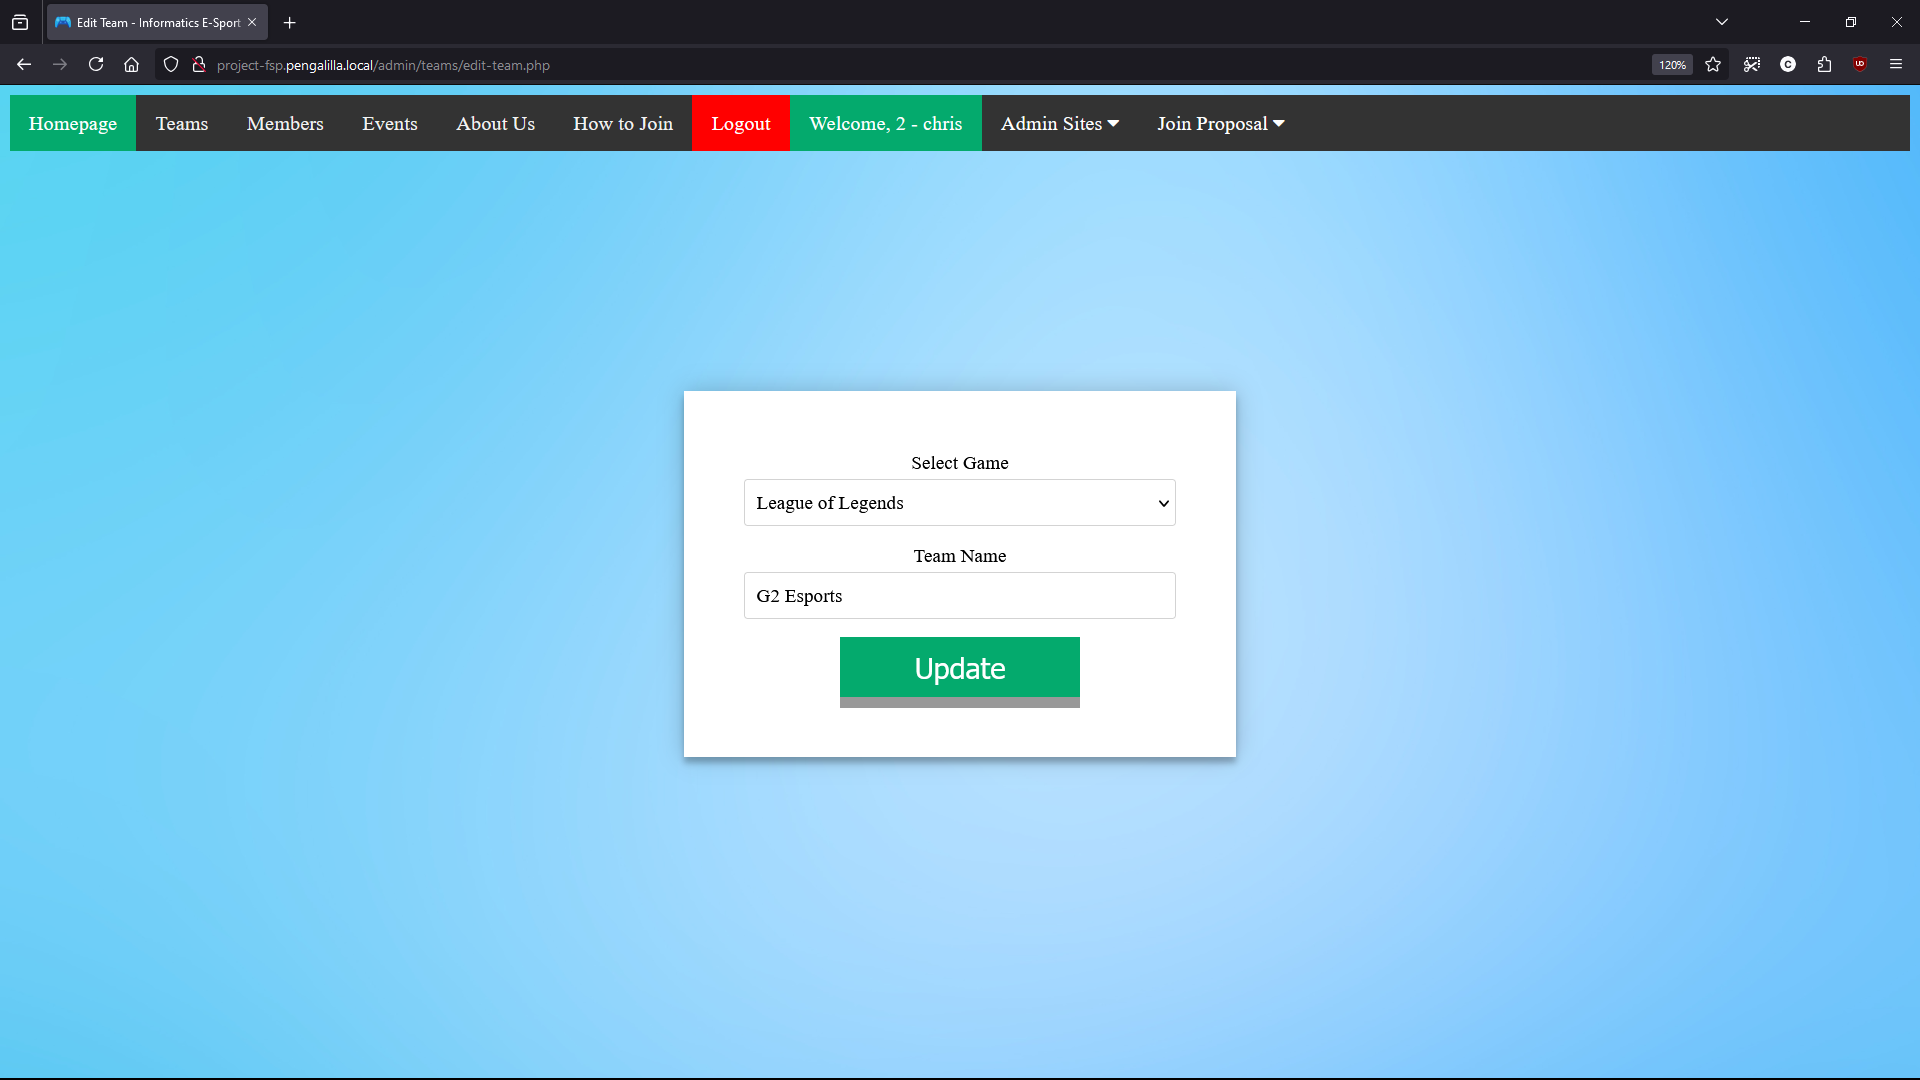 Edit Team - Informatics E-Sport
project-fsp.pengalilla.local/admin/teams/edit-team.php
120%
Homepage Teams Members Events About Us How to Join Logout Welcome, 2 - chris Admin Sites Join Proposal
Select Game
League of Legends
Team Name
G2 Esports
Update